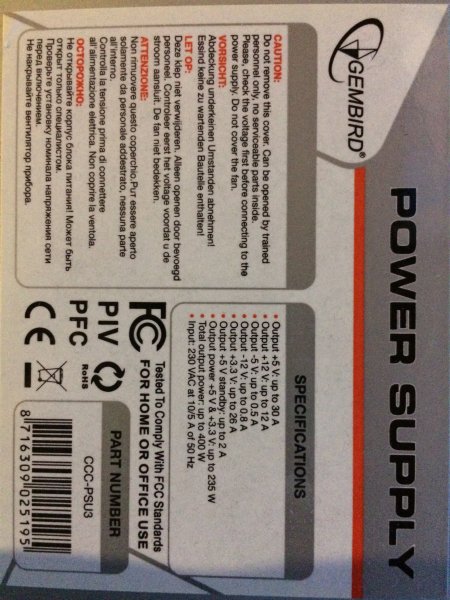 GEMBIRD®
POWER SUPPLY
CAUTION:
Do not remove this cover. Can be opened by trained
personnel only, no serviceable parts inside.
Please, check the voltage first before connecting to the
power supply. Do not cover the fan.
VORSICHT:
Abdeckung underkeinen Umstanden abnehmen!
Essind keine zu wartenden Bauteile enthalten!
LET OP:
Deze klep niet verwijderen. Alleen openen door bevoegd
personeel. Controleer eerst het voltage voordat u de
stroom aansluit. De fan niet bedekken.
ATTENZIONE:
Non rimuovere questo coperchio.Può essere aperto
solamente da personale addestrato, nessuna parte
all'interno.
Controlla la tensione prima di connettere
all'alimentazione elettrica. Non coprire la ventola.
ОСТОРОЖНО:
Не открывайте корпус блока питания! Может быть
открыт только специалистом.
Проверьте установку номинала напряжения сети
перед включением.
Не накрывайте вентилятор прибора.
SPECIFICATIONS
• Output +5 V: up to 30 A
• Output +12 V: up to 12 A
• Output -5 V: up to 0.5 A
• Output -12 V: up to 0.8 A
• Output +3.3 V: up to 26 A
• Output +5 V standby: up to 2 A
• Output power +5 V & +3.3 V: up to 235 W
• Total output power: up to 400 W
• Input: 230 VAC at 10/5 A of 50 Hz
FC Tested To Comply With FCC Standards
FOR HOME OR OFFICE USE
PIV
PFC
RoHS
CE
PART NUMBER
CCC-PSU3
8 716309 025195